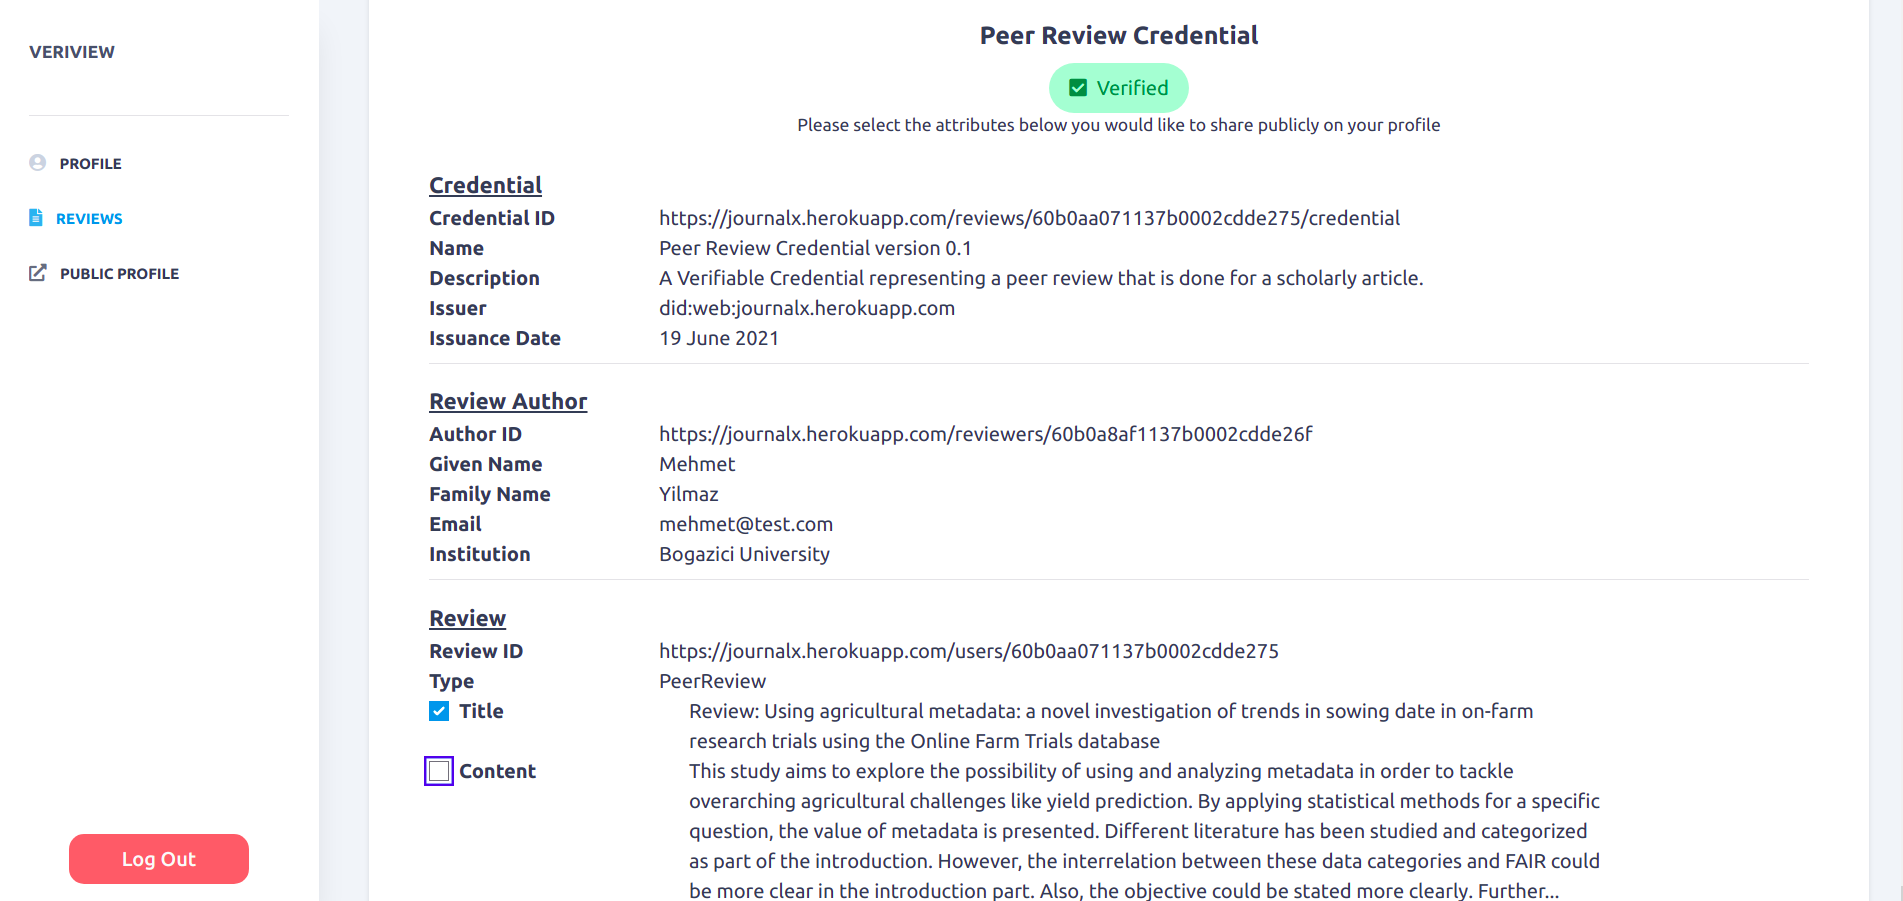 VERIVIEW
PROFILE
REVIEWS
PUBLIC PROFILE
Log Out
Peer Review Credential
Verified
Please select the attributes below you would like to share publicly on your profile
Credential
Credential ID https://journalx.herokuapp.com/reviews/60b0aa071137b0002cdde275/credential
Name Peer Review Credential version 0.1
Description A Verifiable Credential representing a peer review that is done for a scholarly article.
Issuer did:web:journalx.herokuapp.com
Issuance Date 19 June 2021
Review Author
Author ID https://journalx.herokuapp.com/reviewers/60b0a8af1137b0002cdde26f
Given Name Mehmet
Family Name Yilmaz
Email mehmet@test.com
Institution Bogazici University
Review
Review ID https://journalx.herokuapp.com/users/60b0aa071137b0002cdde275
Type PeerReview
Title Review: Using agricultural metadata: a novel investigation of trends in sowing date in on-farm
research trials using the Online Farm Trials database
Content This study aims to explore the possibility of using and analyzing metadata in order to tackle
overarching agricultural challenges like yield prediction. By applying statistical methods for a specific
question, the value of metadata is presented. Different literature has been studied and categorized
as part of the introduction. However, the interrelation between these data categories and FAIR could
be more clear in the introduction part. Also, the objective could be stated more clearly. Further...